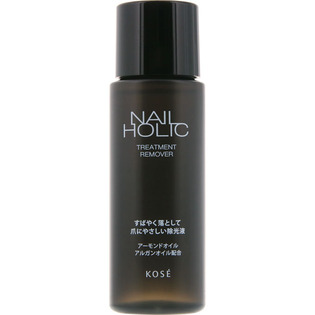 NAIL
HOLIC
TREATMENT
REMOVER
すばやく落として
爪にやさしい除光液
アーモンドオイル
アルガンオイル配合
KOSÉ